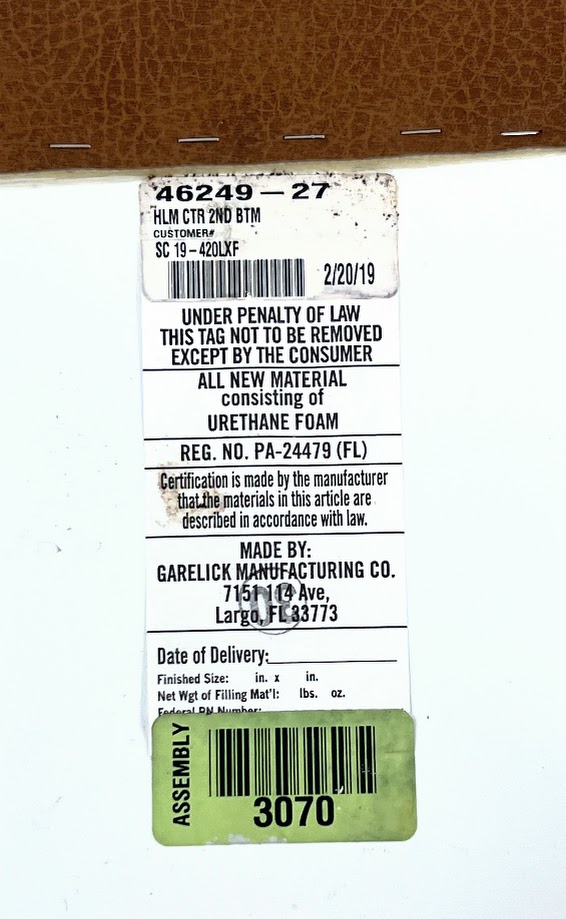 46249-27
HLM CTR 2ND BTM
CUSTOMER#
SC 19-420LXF
2/20/19
UNDER PENALTY OF LAW
THIS TAG NOT TO BE REMOVED
EXCEPT BY THE CONSUMER
ALL NEW MATERIAL
consisting of
URETHANE FOAM
REG. NO. PA-24479 (FL)
Certification is made by the manufacturer
that the materials in this article are
described in accordance with law.
MADE BY:
GARELICK MANUFACTURING CO.
7151 114 Ave,
Largo, FL 33773
Date of Delivery:
Finished Size: in. x in.
Net Wgt of Filling Mat'l: lbs. oz.
Federal RN Number:
ASSEMBLY
3070